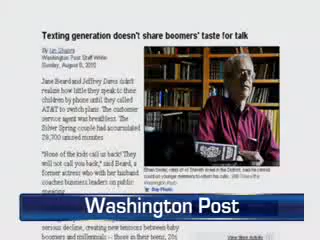 Texting generation doesn't share boomers' taste for talk
By Ian Shapira
Washington Post Staff Writer
Sunday, August 8, 2010
Jane Beard and Jeffrey Davis didn't
realize how little they speak to their
children by phone until they called
AT&T to switch plans. The customer
service agent was breathless. The
Silver Spring couple had accumulated
28,700 unused minutes.
"None of the kids call us back! They
will not call you back," said Beard, a
former actress who with her husband
coaches business leaders on public
speaking.
Washington Post
serious decline, creating new tensions between baby
boomers and millennials -- those in their teens, 20s
View More Activity